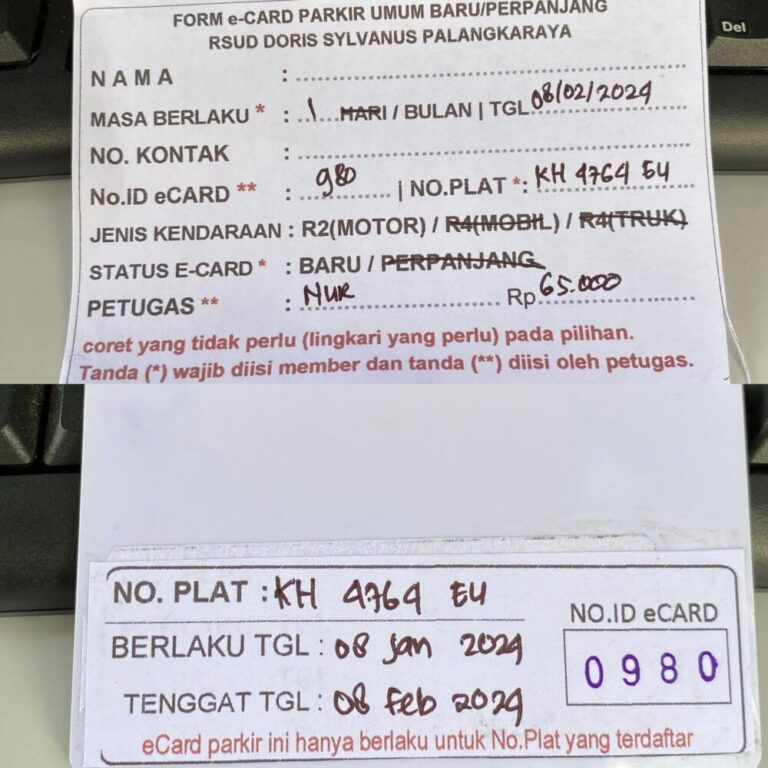 Del
FORM e-CARD PARKIR UMUM BARU/PERPANJANG
RSUD DORIS SYLVANUS PALANGKARAYA
NAMA :
MASA BERLAKU * : 1 HARI / BULAN | TGL 08/02/2024
NO. KONTAK :
No.ID eCARD ** : 980 | NO.PLAT *: KH 4764 EU
JENIS KENDARAAN : R2(MOTOR) / R4(MOBIL) / R4(TRUK)
STATUS E-CARD * : BARU / PERPANJANG
PETUGAS ** : NUR Rp 65.000
coret yang tidak perlu (lingkari yang perlu) pada pilihan.
Tanda (*) wajib diisi member dan tanda (**) diisi oleh petugas.
NO. PLAT : KH 4764 EU
BERLAKU TGL : 08 Jan 2024
TENGGAT TGL : 08 Feb 2024
NO.ID eCARD
0980
eCard parkir ini hanya berlaku untuk No.Plat yang terdaftar